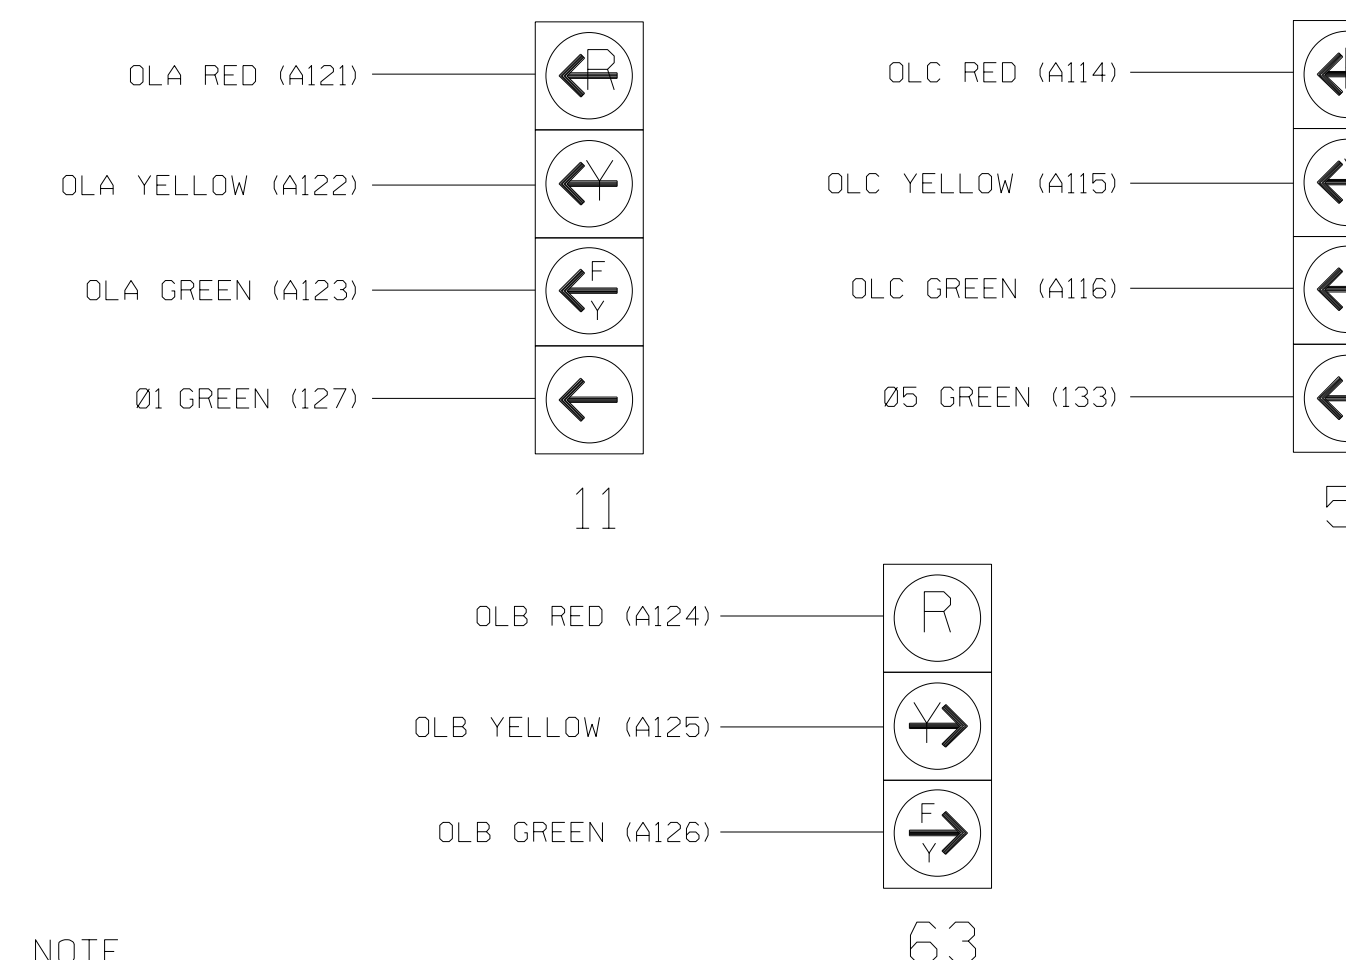 OLA RED (A121)
R
OLA YELLOW (A122)
Y
OLA GREEN (A123)
F
Y
Ø1 GREEN (127)
11
OLC RED (A114)
OLC YELLOW (A115)
OLC GREEN (A116)
Ø5 GREEN (133)
5
OLB RED (A124)
R
OLB YELLOW (A125)
Y
OLB GREEN (A126)
F
Y
63
NOTE